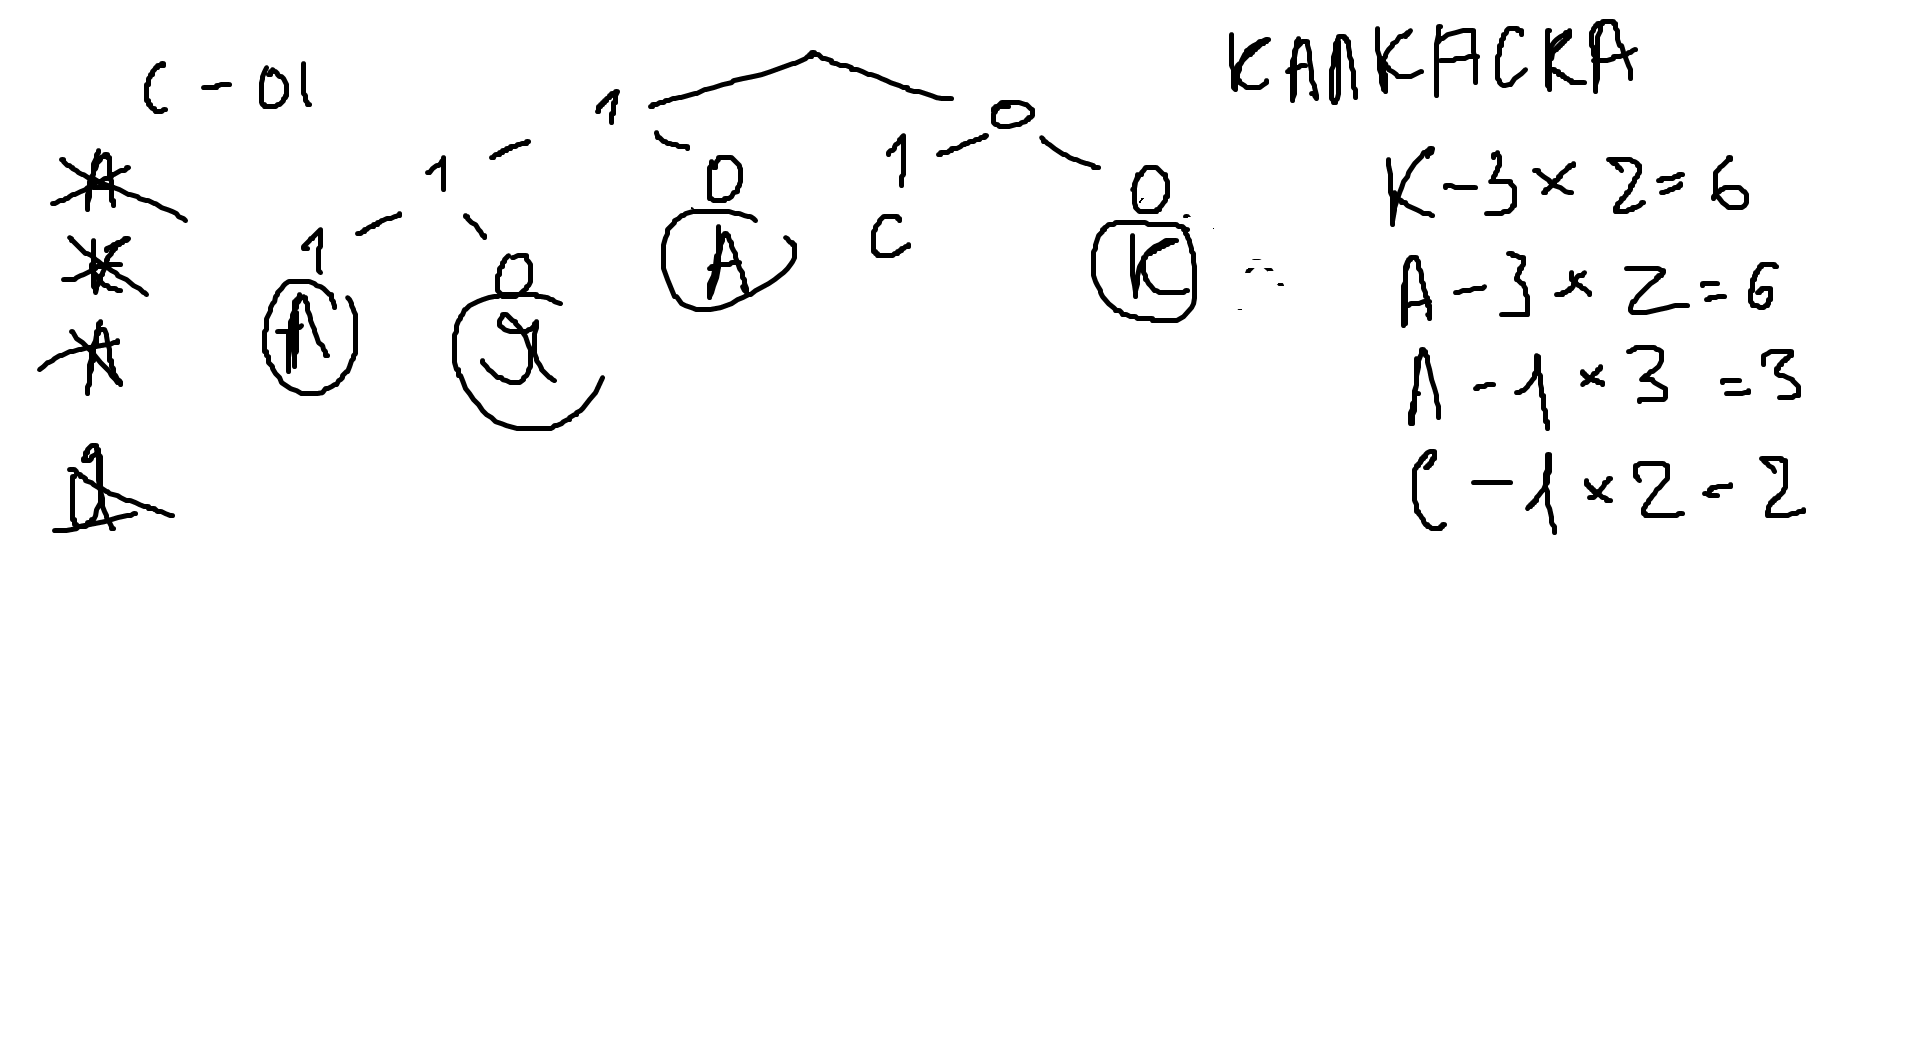 С - 01
1 0
1 0 1 0
1 0 А С К
Л Я
А
К
Л
Д
КАЛКАСКА
К - 3 × 2 = 6
А - 3 × 2 = 6
Л - 1 × 3 = 3
С - 1 × 2 - 2